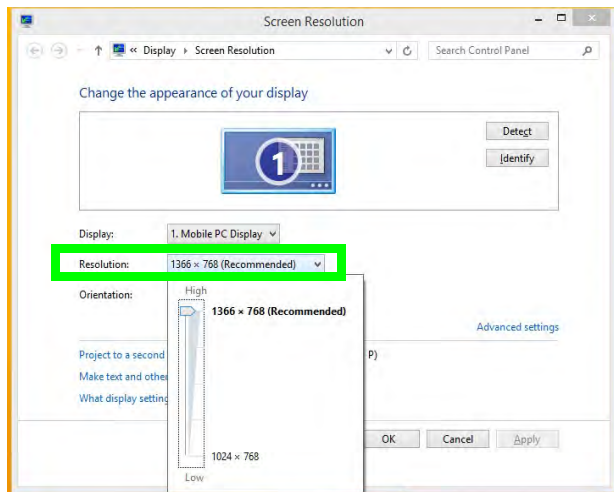 Screen Resolution
« Display Screen Resolution
Search Control Panel
Change the appearance of your display
1
Detect
Identify
Display: 1. Mobile PC Display
Resolution: 1366 × 768 (Recommended)
Orientation:
High
1366 × 768 (Recommended)
Advanced settings
Project to a second P)
Make text and other
What display setting
OK Cancel Apply
1024 × 768
Low